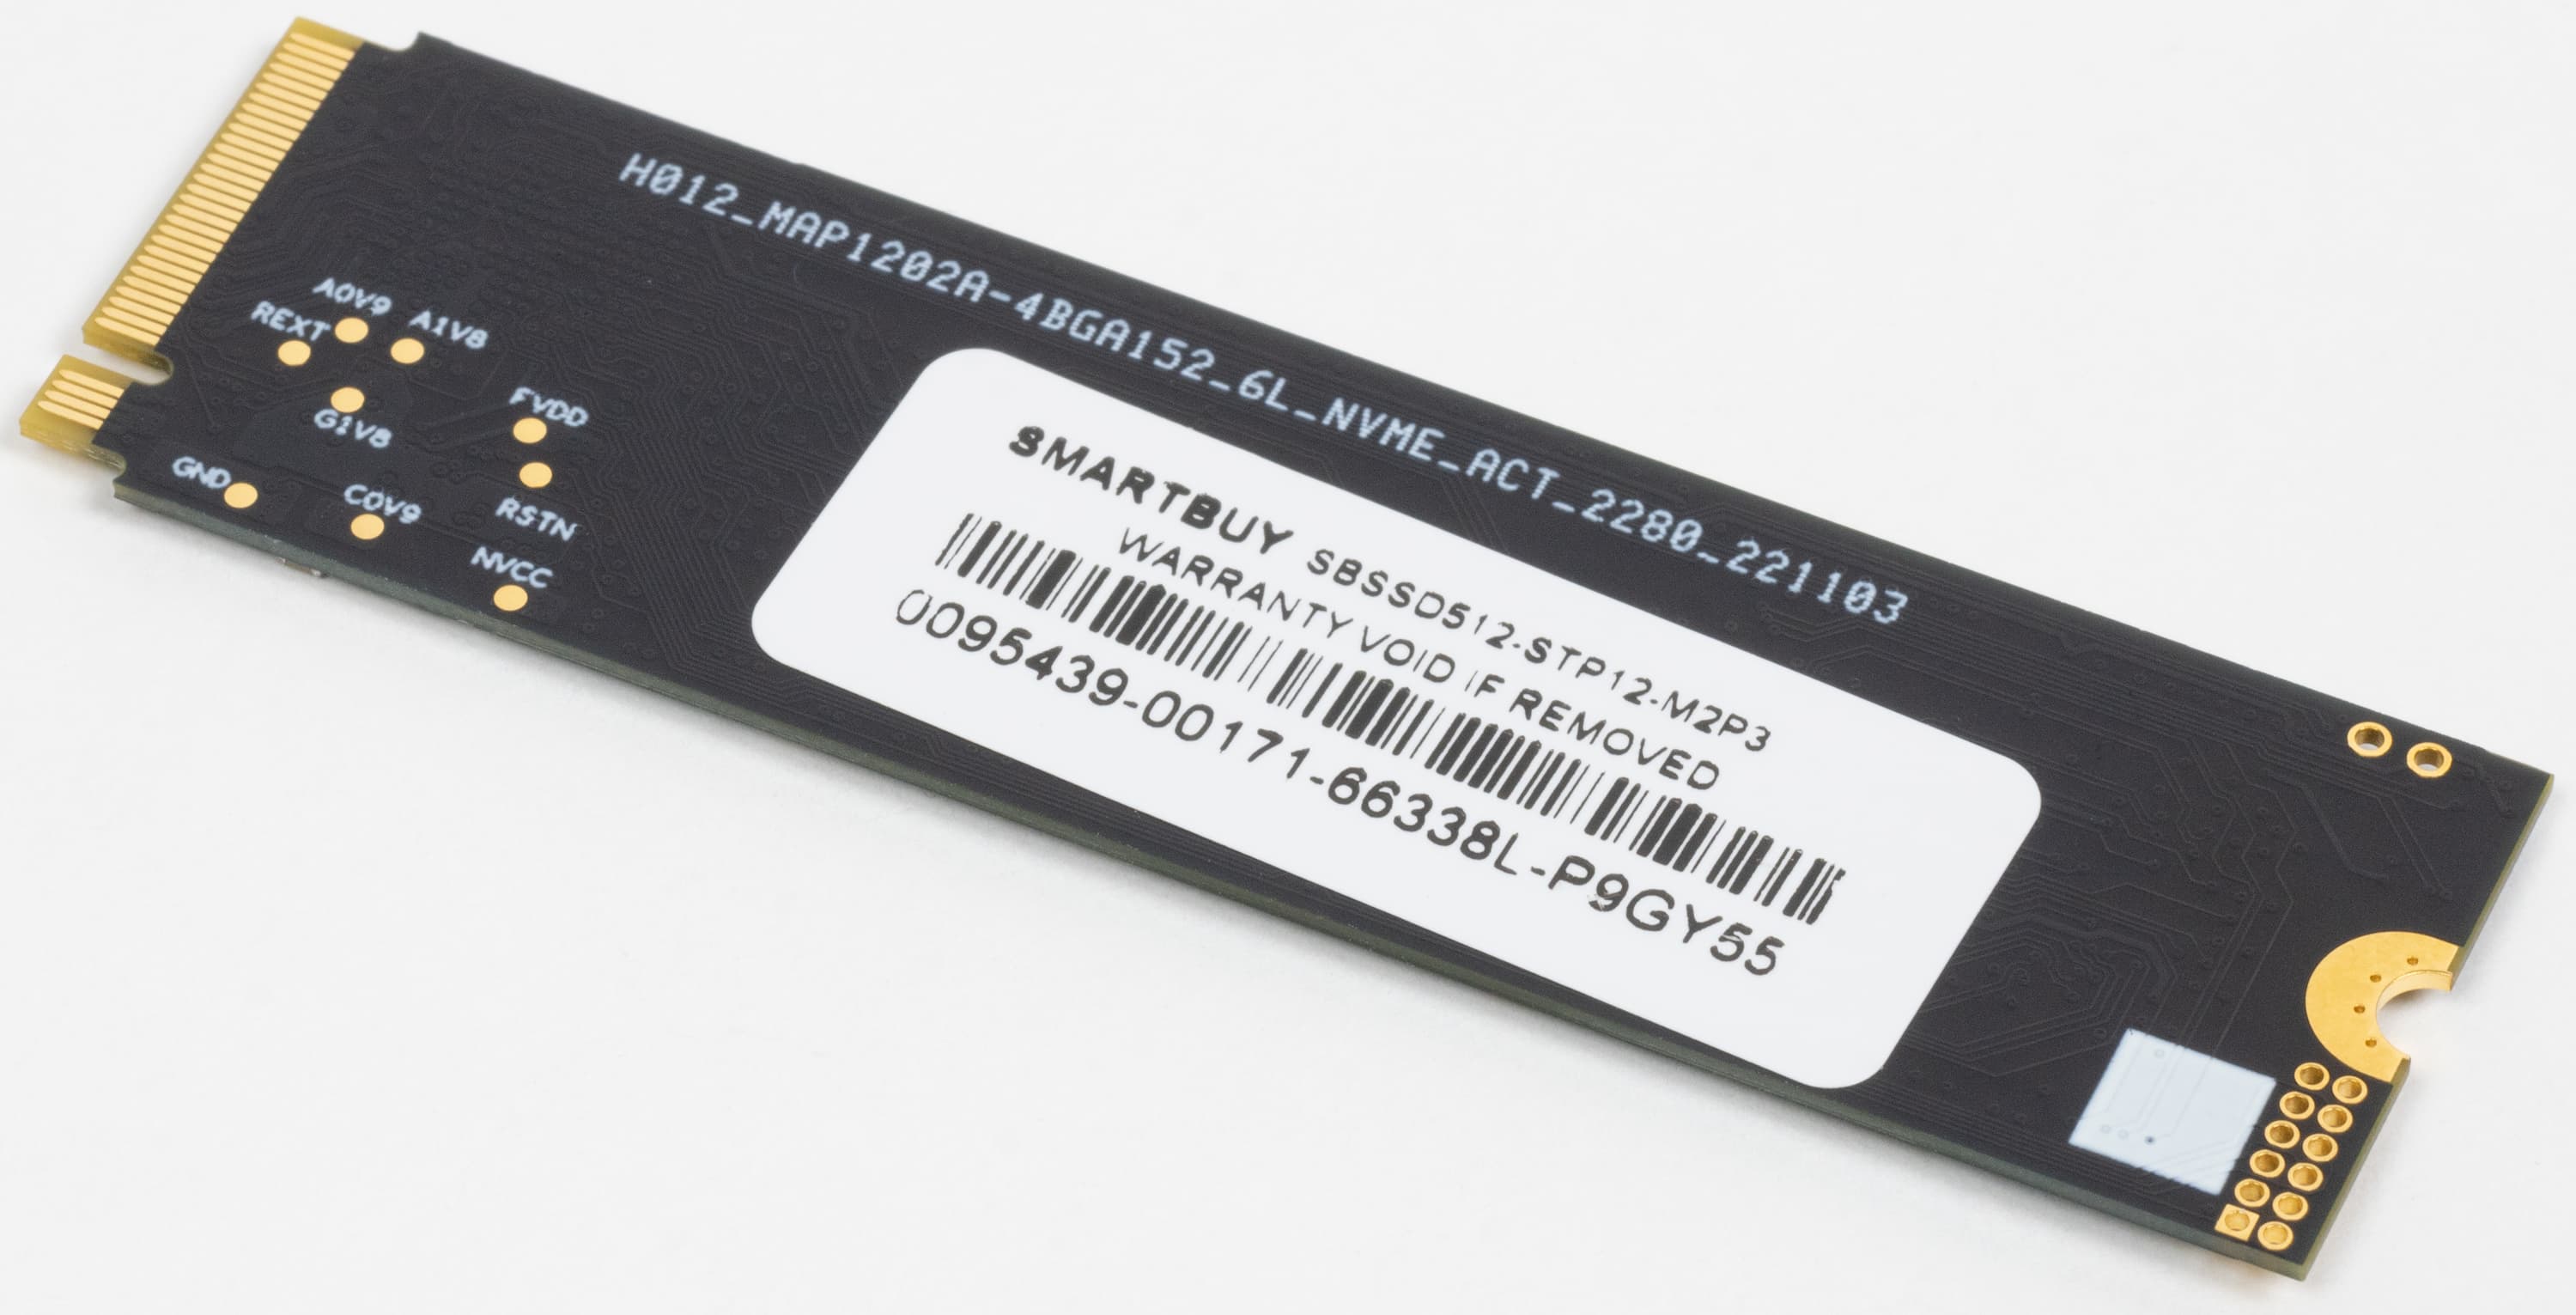 H012_MAP1202A-4BGA152_6L_NVME_ACT_2280_221103
A0V9
A1V8
REXT
G1V8
FVDD
GND
C0V9
RSTN
NVCC
SMARTBUY SBSSD512-STP12-M2P3
WARRANTY VOID IF REMOVED
0095439-00171-66338L-P9GY55